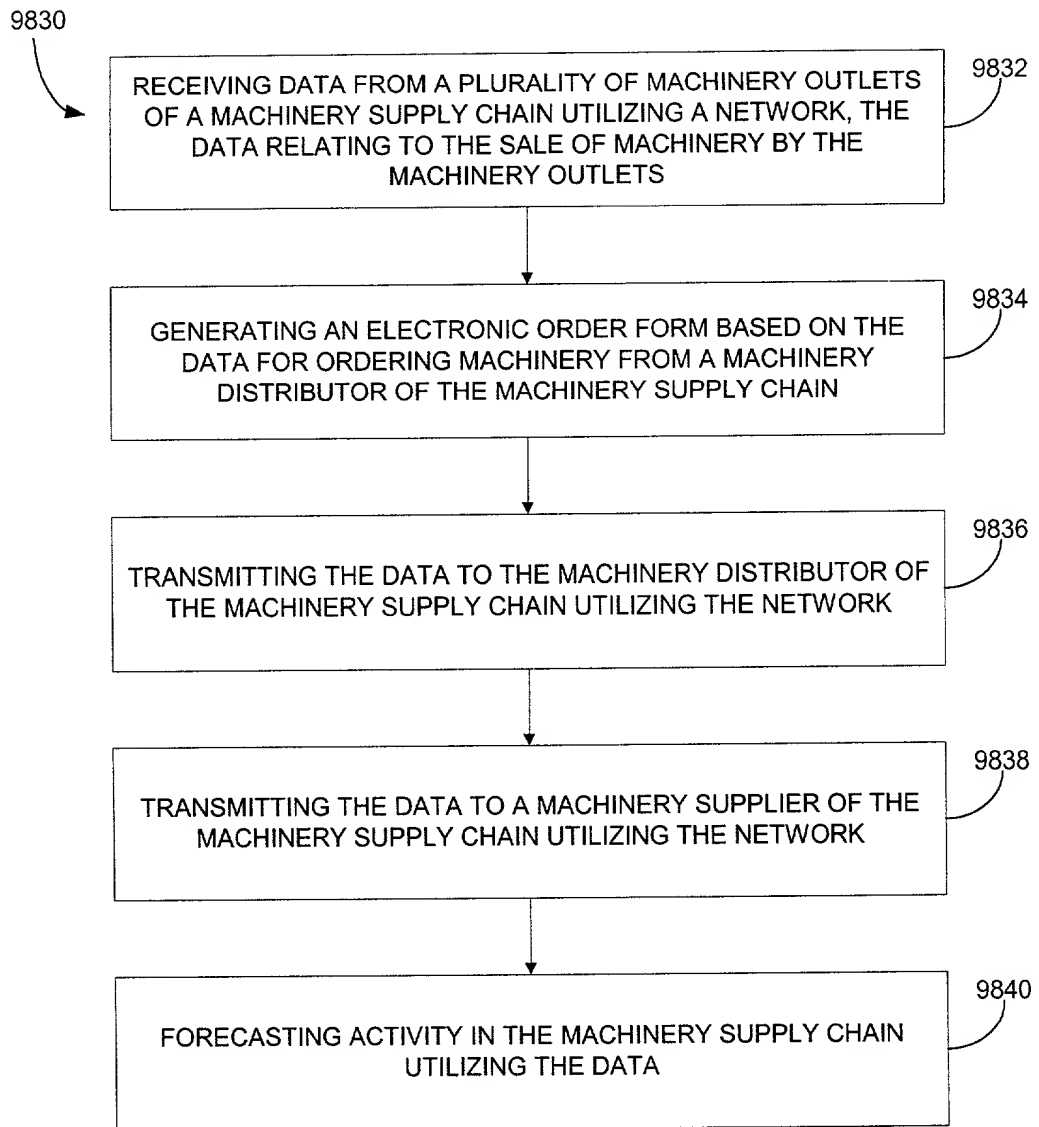 9830
RECEIVING DATA FROM A PLURALITY OF MACHINERY OUTLETS
OF A MACHINERY SUPPLY CHAIN UTILIZING A NETWORK, THE
DATA RELATING TO THE SALE OF MACHINERY BY THE
MACHINERY OUTLETS
9832
GENERATING AN ELECTRONIC ORDER FORM BASED ON THE
DATA FOR ORDERING MACHINERY FROM A MACHINERY
DISTRIBUTOR OF THE MACHINERY SUPPLY CHAIN
9834
TRANSMITTING THE DATA TO THE MACHINERY DISTRIBUTOR OF
THE MACHINERY SUPPLY CHAIN UTILIZING THE NETWORK
9836
TRANSMITTING THE DATA TO A MACHINERY SUPPLIER OF THE
MACHINERY SUPPLY CHAIN UTILIZING THE NETWORK
9838
FORECASTING ACTIVITY IN THE MACHINERY SUPPLY CHAIN
UTILIZING THE DATA
9840